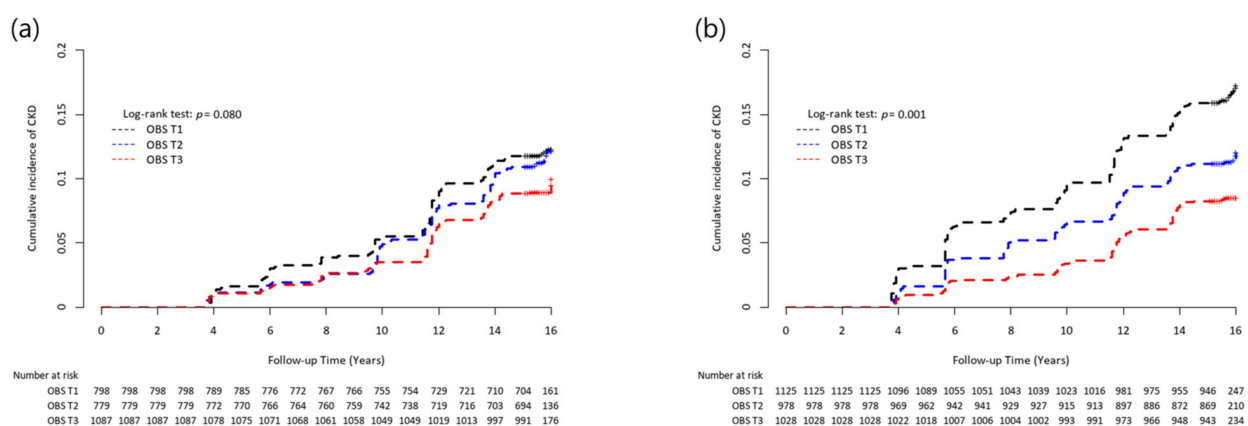 (a)
0.2
0.15
0.1
0.05
0
Cumulative incidence of CKD
Log-rank test: p = 0.080
OBS T1
OBS T2
OBS T3
0 2 4 6 8 10 12 14 16
Follow-up Time (Years)
Number at risk
OBS T1 798 798 798 798 789 785 776 772 767 766 755 754 729 721 710 704 161
OBS T2 779 779 779 779 772 770 766 764 760 759 742 738 719 716 703 694 136
OBS T3 1087 1087 1087 1087 1078 1075 1071 1068 1061 1058 1049 1049 1019 1013 997 991 176
(b)
0.2
0.15
0.1
0.05
0
Cumulative incidence of CKD
Log-rank test: p = 0.001
OBS T1
OBS T2
OBS T3
0 2 4 6 8 10 12 14 16
Follow-up Time (Years)
Number at risk
OBS T1 1125 1125 1125 1125 1096 1089 1055 1051 1043 1039 1023 1016 981 975 955 946 247
OBS T2 978 978 978 978 969 962 942 941 929 927 915 913 897 886 872 869 210
OBS T3 1028 1028 1028 1028 1022 1018 1007 1006 1004 1002 993 991 973 966 948 943 234